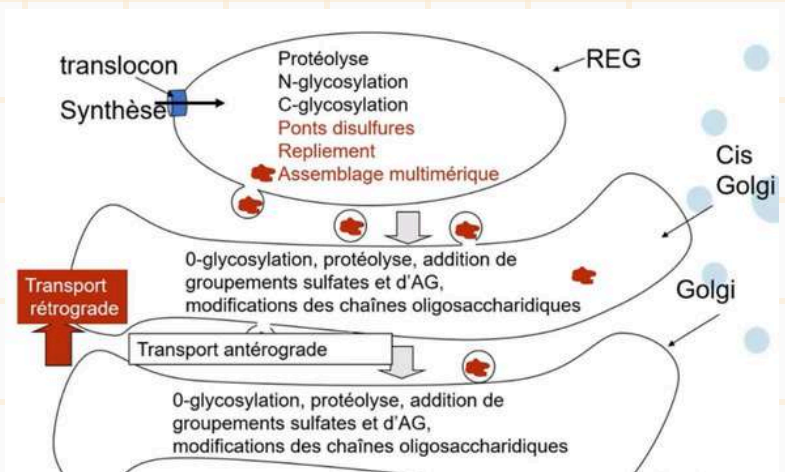 translocon
Synthèse
Protéolyse
N-glycosylation
C-glycosylation
Ponts disulfures
Repliement
Assemblage multimérique
REG
Cis
Golgi
0-glycosylation, protéolyse, addition de
groupements sulfates et d'AG,
modifications des chaînes oligosaccharidiques
Transport
rétrograde
Golgi
Transport antérograde
0-glycosylation, protéolyse, addition de
groupements sulfates et d'AG,
modifications des chaînes oligosaccharidiques